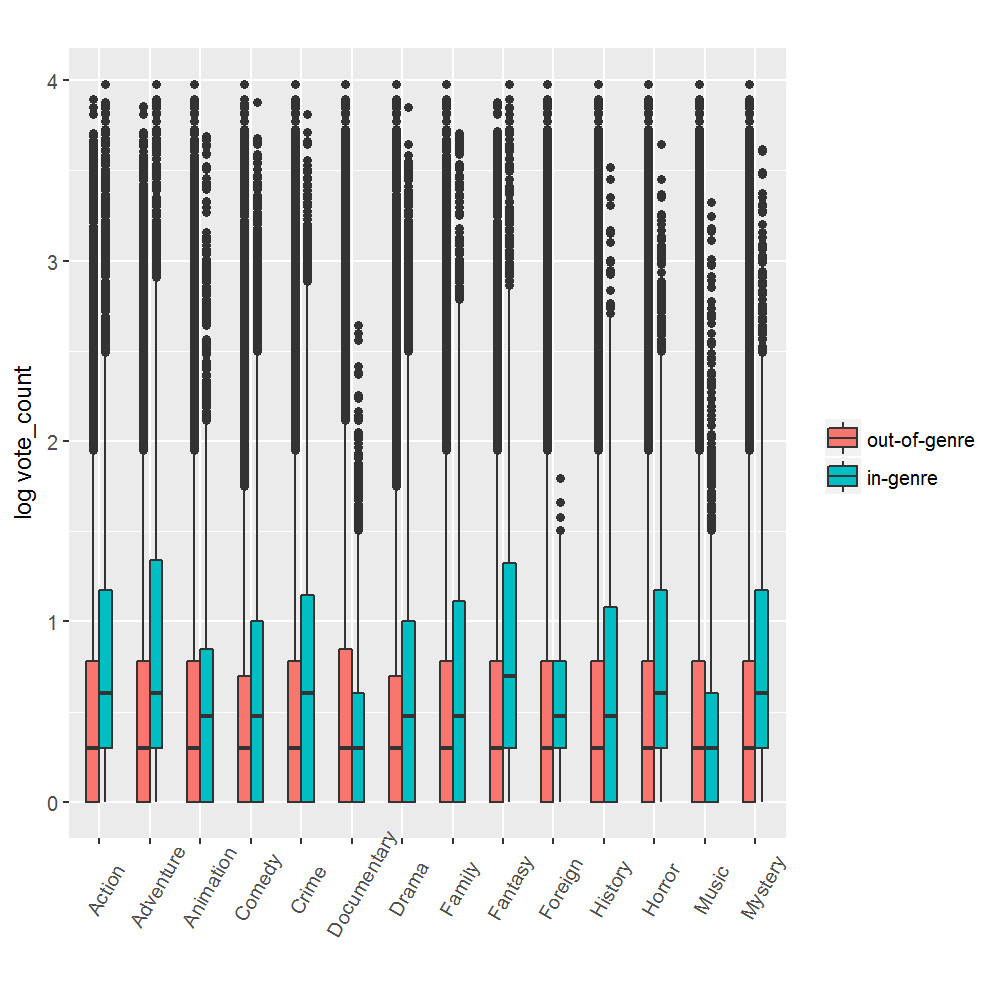 4
3
2
1
0
log vote_count
Action
Adventure
Animation
Comedy
Crime
Documentary
Drama
Family
Fantasy
Foreign
History
Horror
Music
Mystery
out-of-genre
in-genre